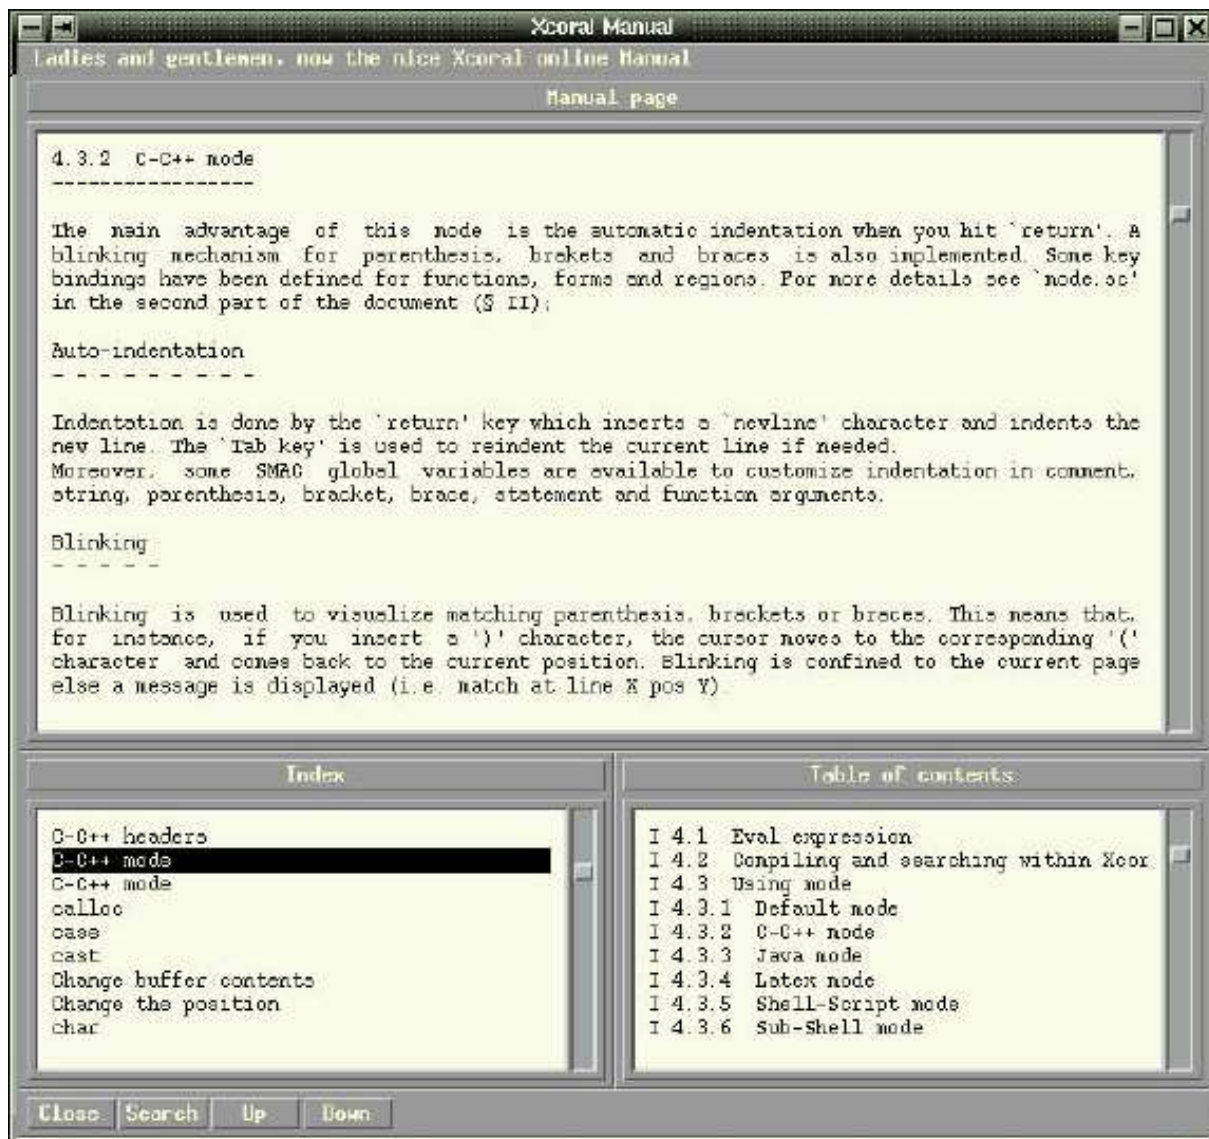 Xcoral Manual
Ladies and gentlemen, now the nice Xcoral online Manual
Manual page
4.3.2 C-C++ mode
-----------------
The main advantage of this mode is the automatic indentation when you hit `return'. A
blinking mechanism for parenthesis, brakets and braces is also implemented. Some key
bindings have been defined for functions, forms and regions. For more details see `mode.sc'
in the second part of the document (§ II);
Auto-indentation
- - - - - - - - -
Indentation is done by the `return' key which inserts a `newline' character and indents the
new line. The `Tab key' is used to reindent the current line if needed.
Moreover, some SMAC global variables are available to customize indentation in comment,
string, parenthesis, bracket, brace, statement and function arguments.
Blinking
- - - - -
Blinking is used to visualize matching parenthesis, brackets or braces. This means that,
for instance, if you insert a ')' character, the cursor moves to the corresponding '('
character and comes back to the current position. Blinking is confined to the current page
else a message is displayed (i.e. match at line X pos Y)
Index
C-C++ headers
C-C++ mode
C-C++ mode
calloc
case
cast
Change buffer contents
Change the position
char
Table of contents
I 4.1 Eval expression
I 4.2 Compiling and searching within Xcor
I 4.3 Using mode
I 4.3.1 Default mode
I 4.3.2 C-C++ mode
I 4.3.3 Java mode
I 4.3.4 Latex mode
I 4.3.5 Shell-Script mode
I 4.3.6 Sub-Shell mode
Close Search Up Down